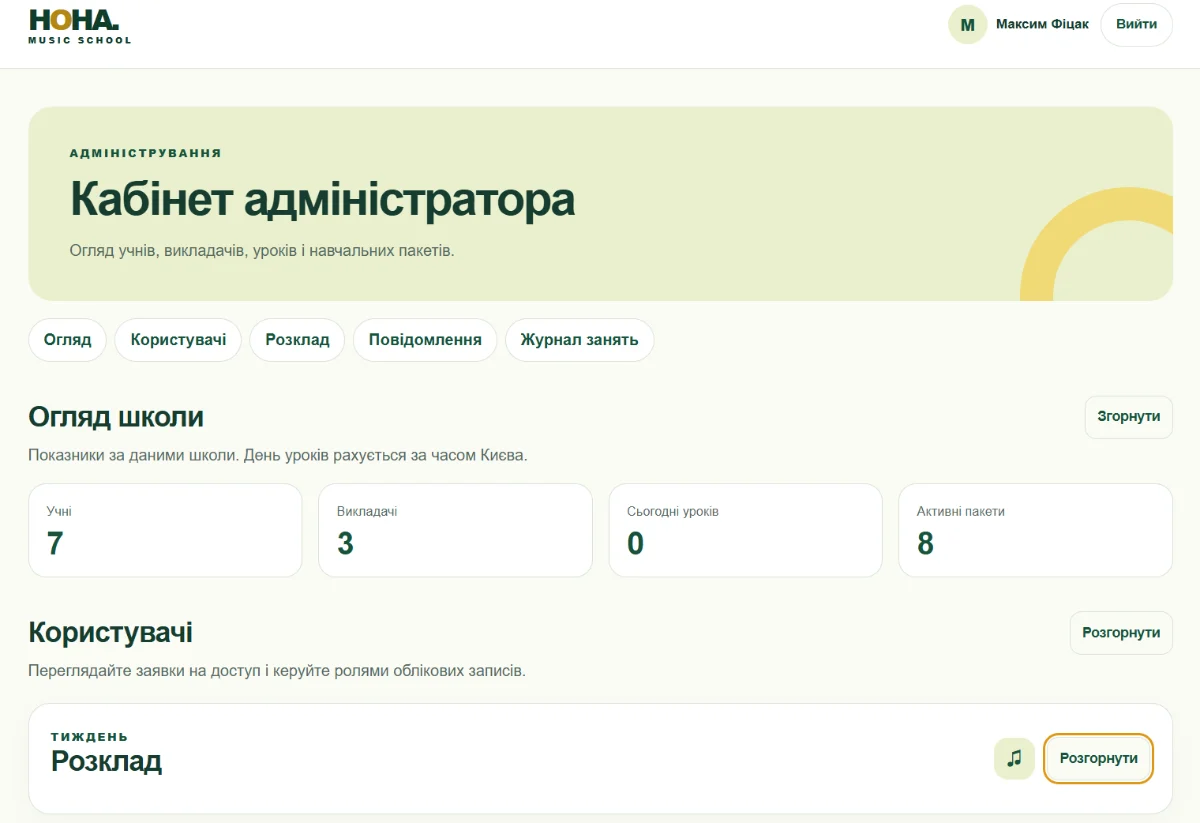 НОНА.
MUSIC SCHOOL
М
Максим Фіцак
Вийти
АДМІНІСТРУВАННЯ
Кабінет адміністратора
Огляд учнів, викладачів, уроків і навчальних пакетів.
Огляд
Користувачі
Розклад
Повідомлення
Журнал занять
Огляд школи
Згорнути
Показники за даними школи. День уроків рахується за часом Києва.
Учні
7
Викладачі
3
Сьогодні уроків
0
Активні пакети
8
Користувачі
Розгорнути
Переглядайте заявки на доступ і керуйте ролями облікових записів.
ТИЖДЕНЬ
Розклад
Розгорнути